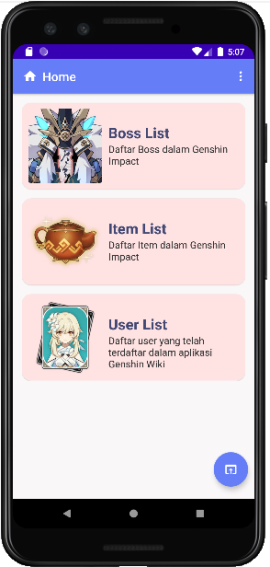 5:07
Home
Boss List
Daftar Boss dalam Genshin
Impact
Item List
Daftar Item dalam Genshin
Impact
User List
Daftar user yang telah
terdaftar dalam aplikasi
Genshin Wiki